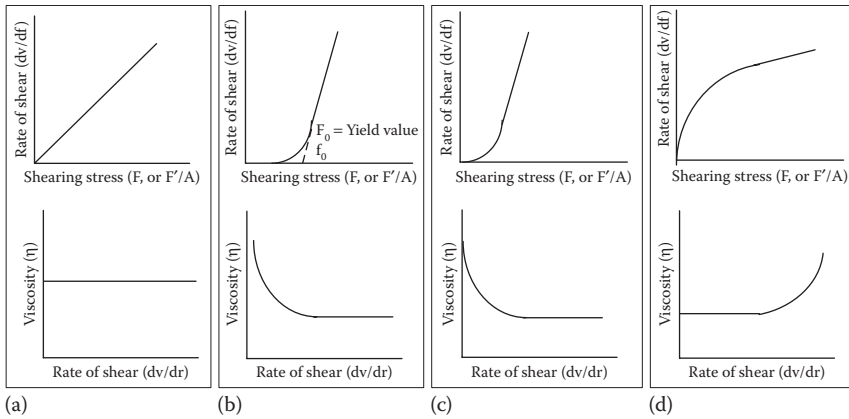 Rate of shear (dv/df)
Shearing stress (F, or F′/A)
Viscosity (η)
Rate of shear (dv/dr)
(a)
Rate of shear (dv/df)
F₀ = Yield value
f₀
Shearing stress (F, or F′/A)
Viscosity (η)
Rate of shear (dv/dr)
(b)
Rate of shear (dv/df)
Shearing stress (F, or F′/A)
Viscosity (η)
Rate of shear (dv/dr)
(c)
Rate of shear (dv/df)
Shearing stress (F, or F′/A)
Viscosity (η)
Rate of shear (dv/dr)
(d)